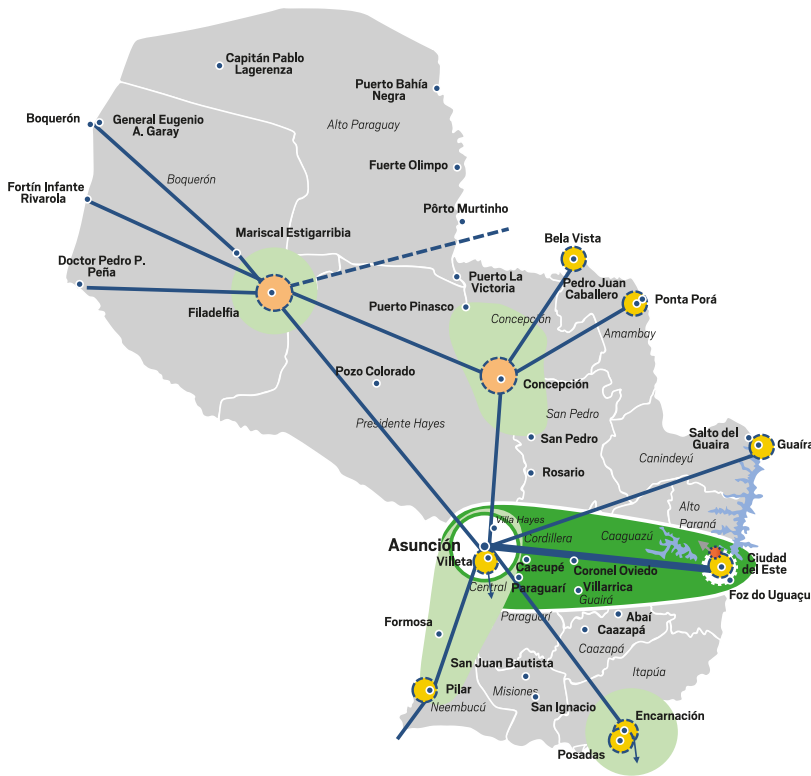 Capitán Pablo
Lagerenza
Puerto Bahía
Negra
Boquerón
General Eugenio
A. Garay
Alto Paraguay
Fuerte Olimpo
Boquerón
Fortín Infante
Rivarola
Pôrto Murtinho
Mariscal Estigarribia
Bela Vista
Doctor Pedro P.
Peña
Puerto La
Victoria
Pedro Juan
Caballero
Ponta Porá
Filadelfia
Puerto Pinasco
Concepción
Amambay
Pozo Colorado
Concepción
Presidente Hayes
San Pedro
San Pedro
Salto del
Guaira
Guaíra
Canindeyú
Rosario
Alto
Paraná
Villa Hayes
Cordillera
Caaguazú
Asunción
Villeta
Caacupé
Coronel Oviedo
Ciudad
del Este
Central
Paraguarí
Villarrica
Foz do Uguaçu
Guairá
Paraguarí
Abaí
Formosa
Caazapá
Caazapá
San Juan Bautista
Itapúa
Pilar
Misiones
Neembucú
San Ignacio
Encarnación
Posadas